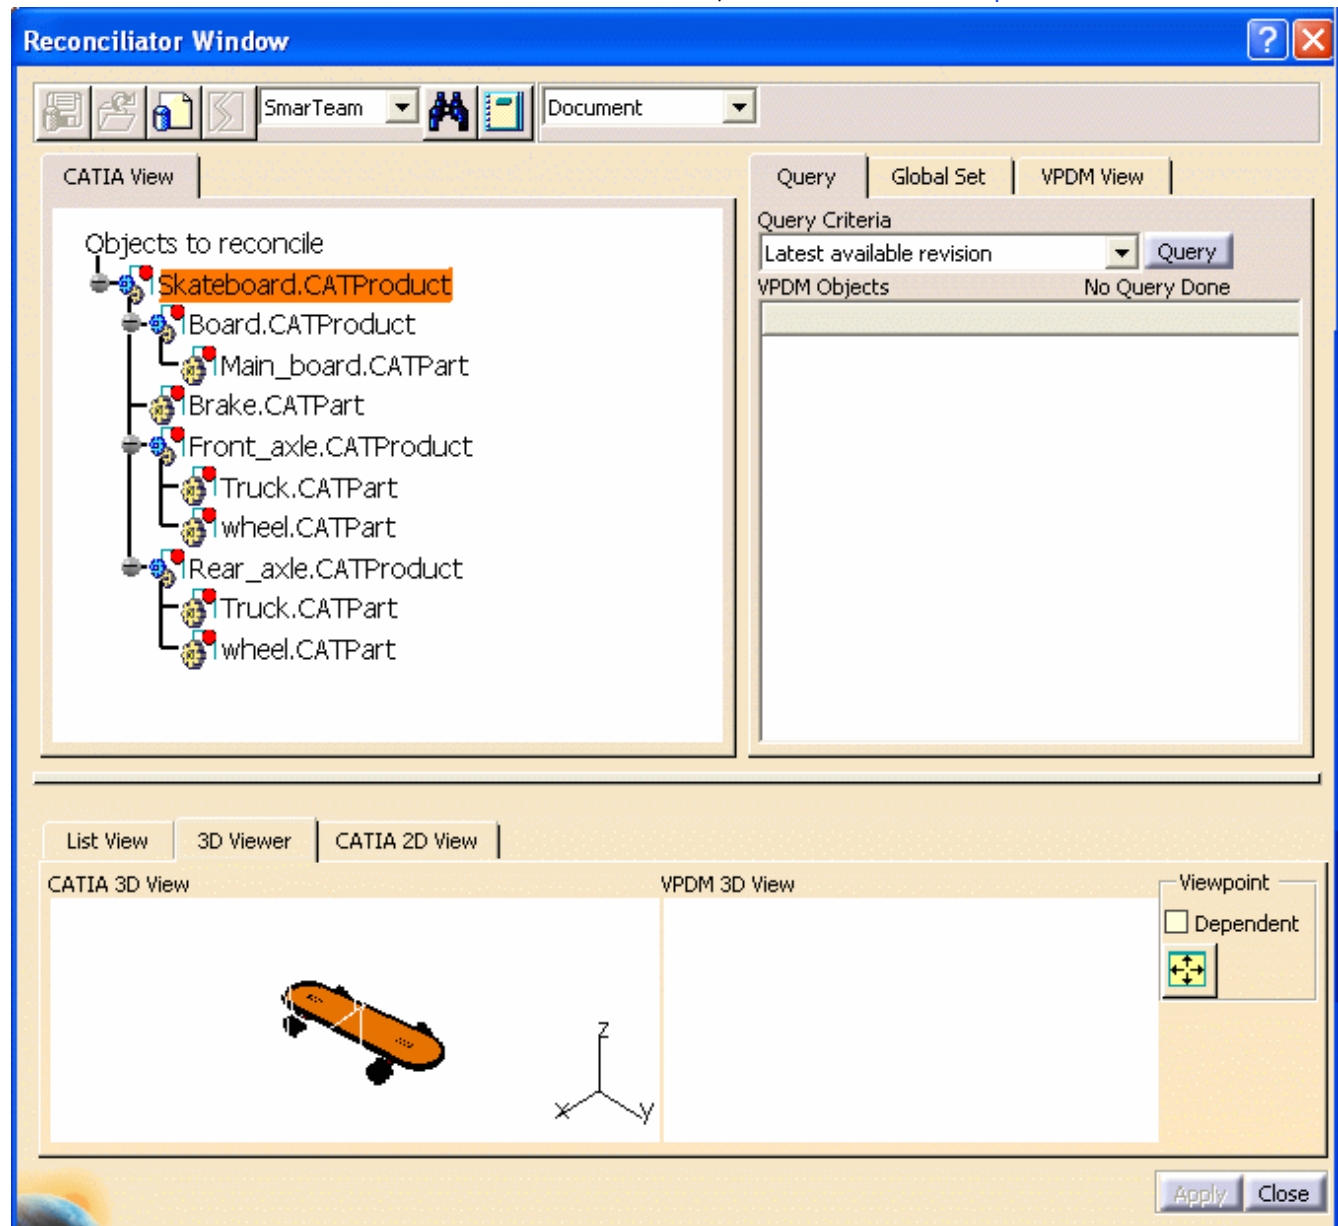 Reconciliator Window
SmarTeam
Document
CATIA View
Objects to reconcile
Skateboard.CATProduct
Board.CATProduct
Main_board.CATPart
Brake.CATPart
Front_axle.CATProduct
Truck.CATPart
wheel.CATPart
Rear_axle.CATProduct
Truck.CATPart
wheel.CATPart
Query Global Set VPDM View
Query Criteria
Latest available revision Query
VPDM Objects No Query Done
List View 3D Viewer CATIA 2D View
CATIA 3D View VPDM 3D View
z
x y
Viewpoint
Dependent
Apply Close